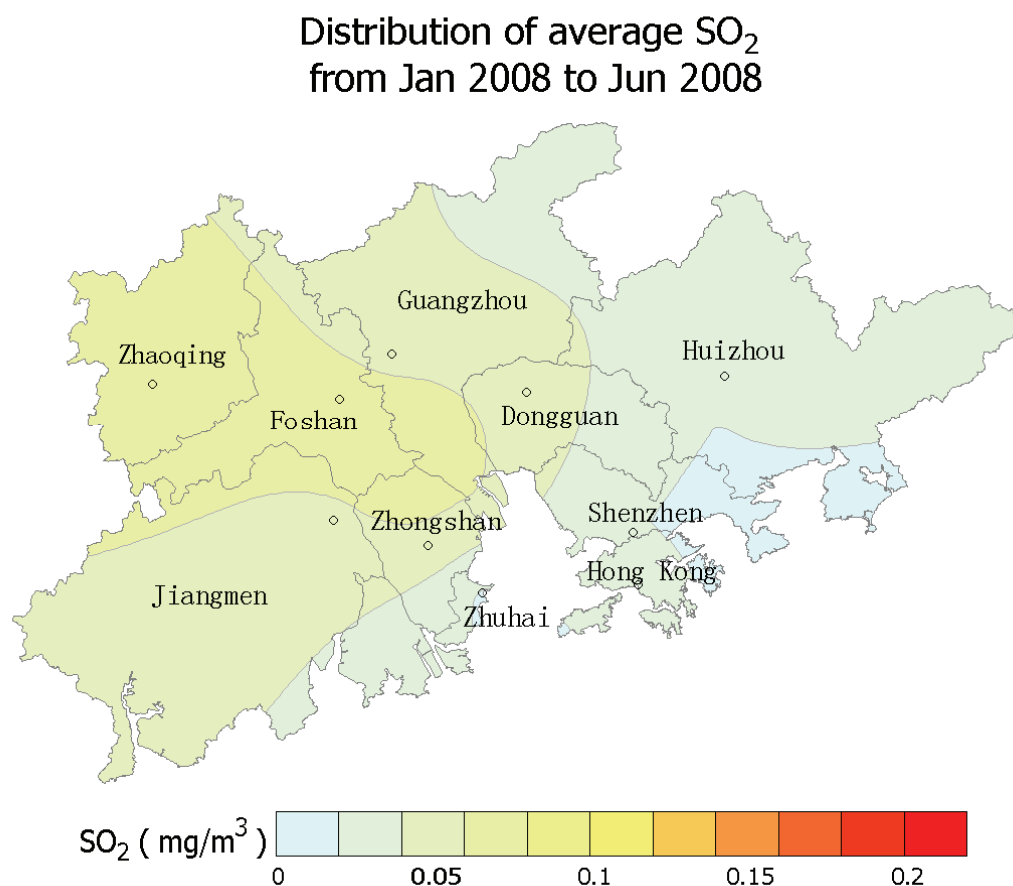 Distribution of average SO₂
from Jan 2008 to Jun 2008
Guangzhou
Zhaoqing
Huizhou
Foshan
Dongguan
Zhongshan
Shenzhen
Hong Kong
Jiangmen
Zhuhai
SO₂ ( mg/m³ )
0 0.05 0.1 0.15 0.2